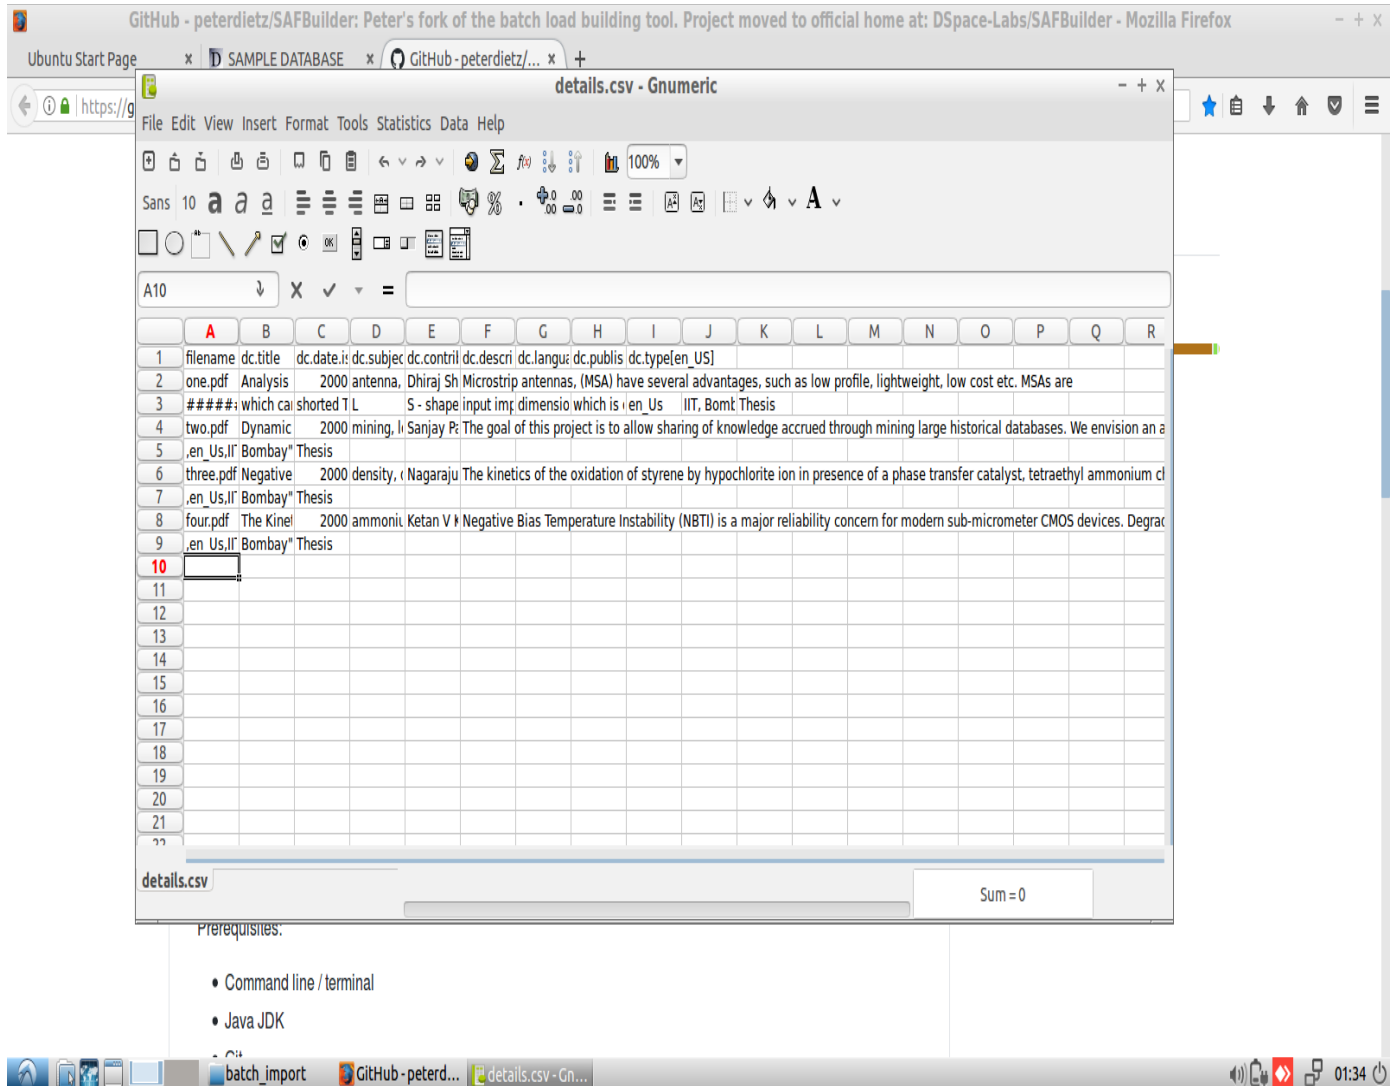 GitHub - peterdietz/SAFBuilder: Peter's fork of the batch load building tool. Project moved to official home at: DSpace-Labs/SAFBuilder - Mozilla Firefox
Ubuntu Start Page SAMPLE DATABASE GitHub - peterdietz/...
https://g
details.csv - Gnumeric
File Edit View Insert Format Tools Statistics Data Help
100%
Sans 10 a a a % .00 A
OK
A10 =
A B C D E F G H I J K L M N O P Q R
1 filename dc.title dc.date.i dc.subjec dc.contri dc.descri dc.langua dc.publis dc.type[en_US]
2 one.pdf Analysis 2000 antenna, Dhiraj Sh Microstrip antennas, (MSA) have several advantages, such as low profile, lightweight, low cost etc. MSAs are
3 ##### which cai shorted T L S - shape input imp dimensio which is en_Us IIT, Bomb Thesis
4 two.pdf Dynamic 2000 mining, l Sanjay Pa The goal of this project is to allow sharing of knowledge accrued through mining large historical databases. We envision an a
5 ,en_Us,II Bombay" Thesis
6 three.pdf Negative 2000 density, Nagaraju The kinetics of the oxidation of styrene by hypochlorite ion in presence of a phase transfer catalyst, tetraethyl ammonium cl
7 ,en_Us,II Bombay" Thesis
8 four.pdf The Kinet 2000 ammoniu Ketan V Negative Bias Temperature Instability (NBTI) is a major reliability concern for modern sub-micrometer CMOS devices. Degrad
9 ,en_Us,II Bombay" Thesis
10
11
12
13
14
15
16
17
18
19
20
21
22
details.csv
Sum = 0
Prerequisites:
• Command line / terminal
• Java JDK
• Git
batch_import GitHub - peterd... details.csv - Gn... 01:34